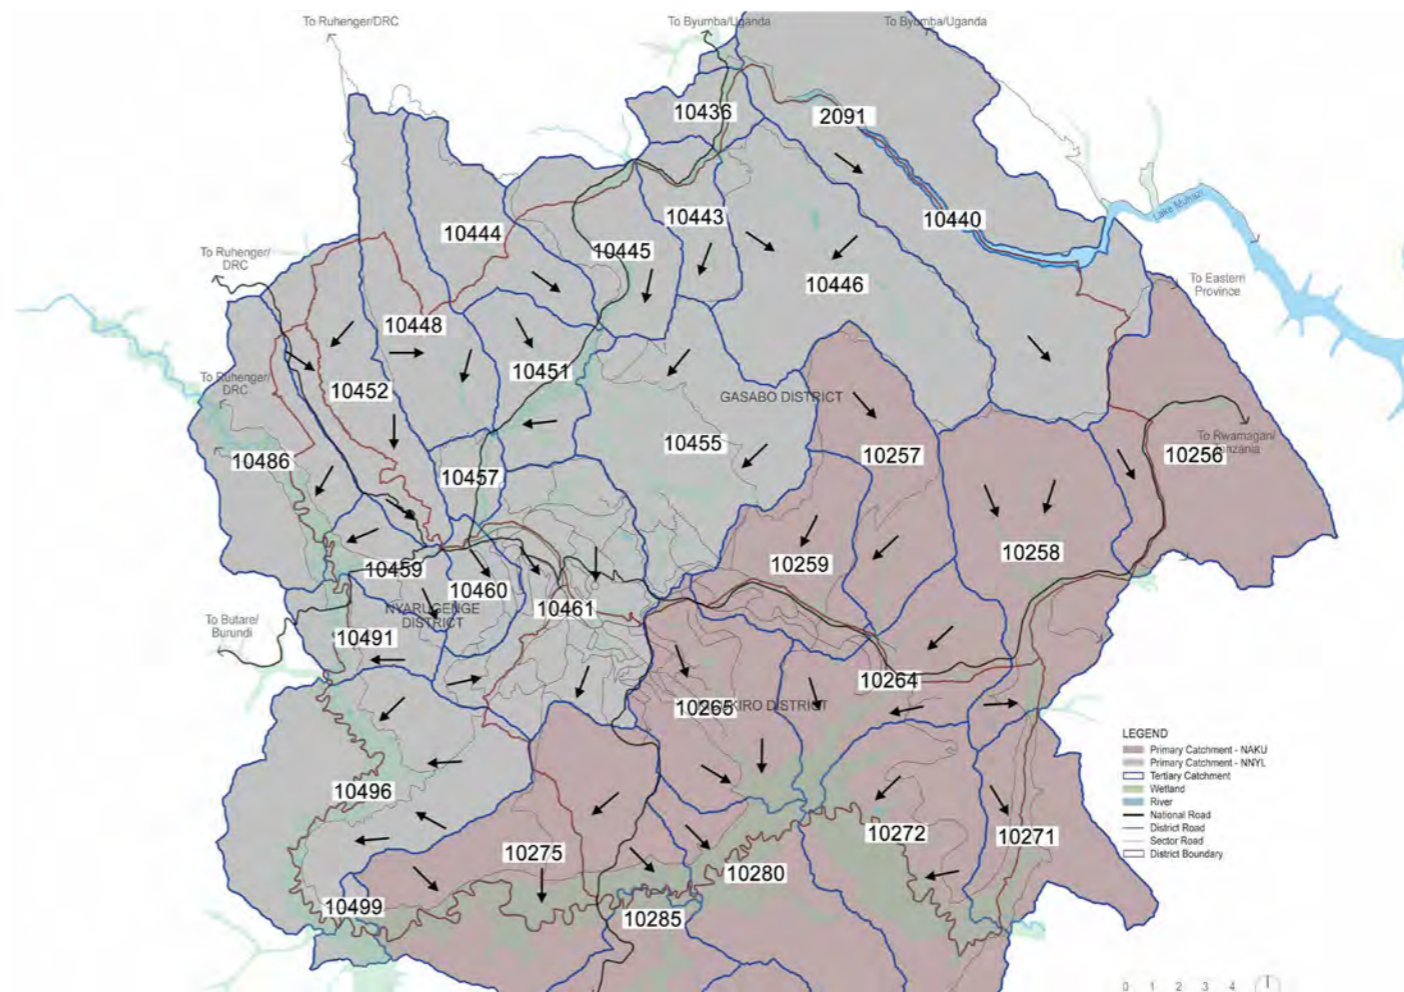 To Ruhenger/DRC
To Byumba/Uganda
To Byumba/Uganda
10436
2091
10443
10440
Lake Muhazi
10444
10445
To Ruhenger/
DRC
10446
To Eastern
Province
10448
10451
To Ruhenger/
DRC
10452
GASABO DISTRICT
10455
10457
10486
10257
To Rwamagan/
10256
10259
10258
10459
10460
10461
NYARUGENGE
DISTRICT
To Butare/
Burundi
10491
10264
10265
KIRO DISTRICT
10496
10272
10271
10275
10280
10499
10285
LEGEND
Primary Catchment - NAKU
Primary Catchment - NNYL
Tertiary Catchment
Wetland
River
National Road
District Road
Sector Road
District Boundary
0 1 2 3 4